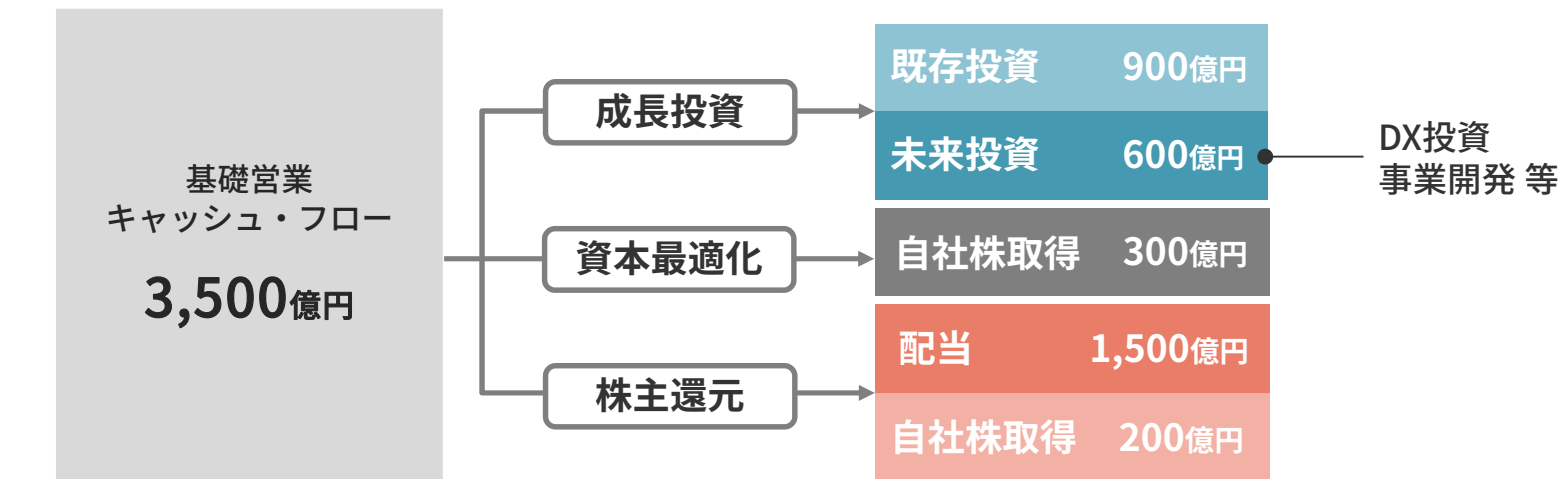 基礎営業
キャッシュ・フロー
3,500億円
成長投資
既存投資 900億円
未来投資 600億円
DX投資
事業開発 等
資本最適化
自社株取得 300億円
株主還元
配当 1,500億円
自社株取得 200億円